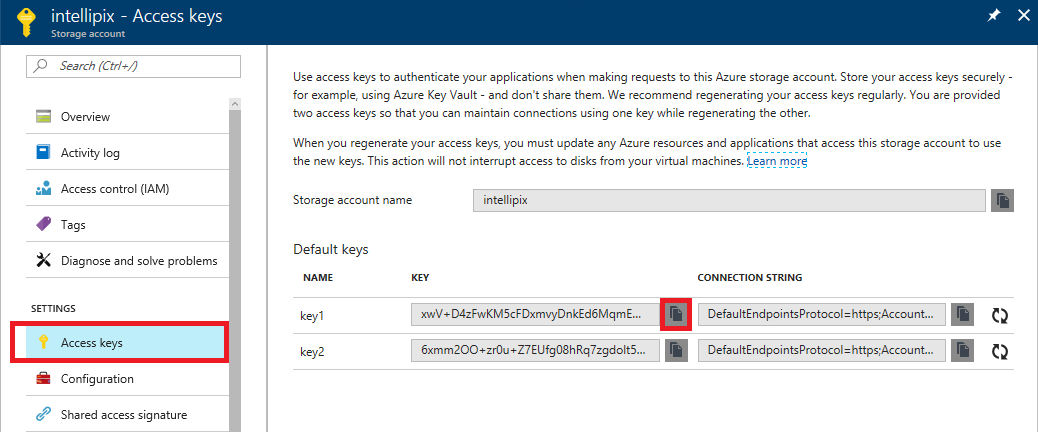 intellipix - Access keys
Storage account
Search (Ctrl+/)
Overview
Activity log
Access control (IAM)
Tags
Diagnose and solve problems
SETTINGS
Access keys
Configuration
Shared access signature
Use access keys to authenticate your applications when making requests to this Azure storage account. Store your access keys securely -
for example, using Azure Key Vault - and don't share them. We recommend regenerating your access keys regularly. You are provided
two access keys so that you can maintain connections using one key while regenerating the other.
When you regenerate your access keys, you must update any Azure resources and applications that access this storage account to use
the new keys. This action will not interrupt access to disks from your virtual machines. Learn more
Storage account name intellipix
Default keys
NAME KEY CONNECTION STRING
key1 xwV+D4zFwKM5cFDxmvyDnkEd6MqmE... DefaultEndpointsProtocol=https;Account...
key2 6xmm2OO+zr0u+Z7EUfg08hRq7zgdolt5... DefaultEndpointsProtocol=https;Account...